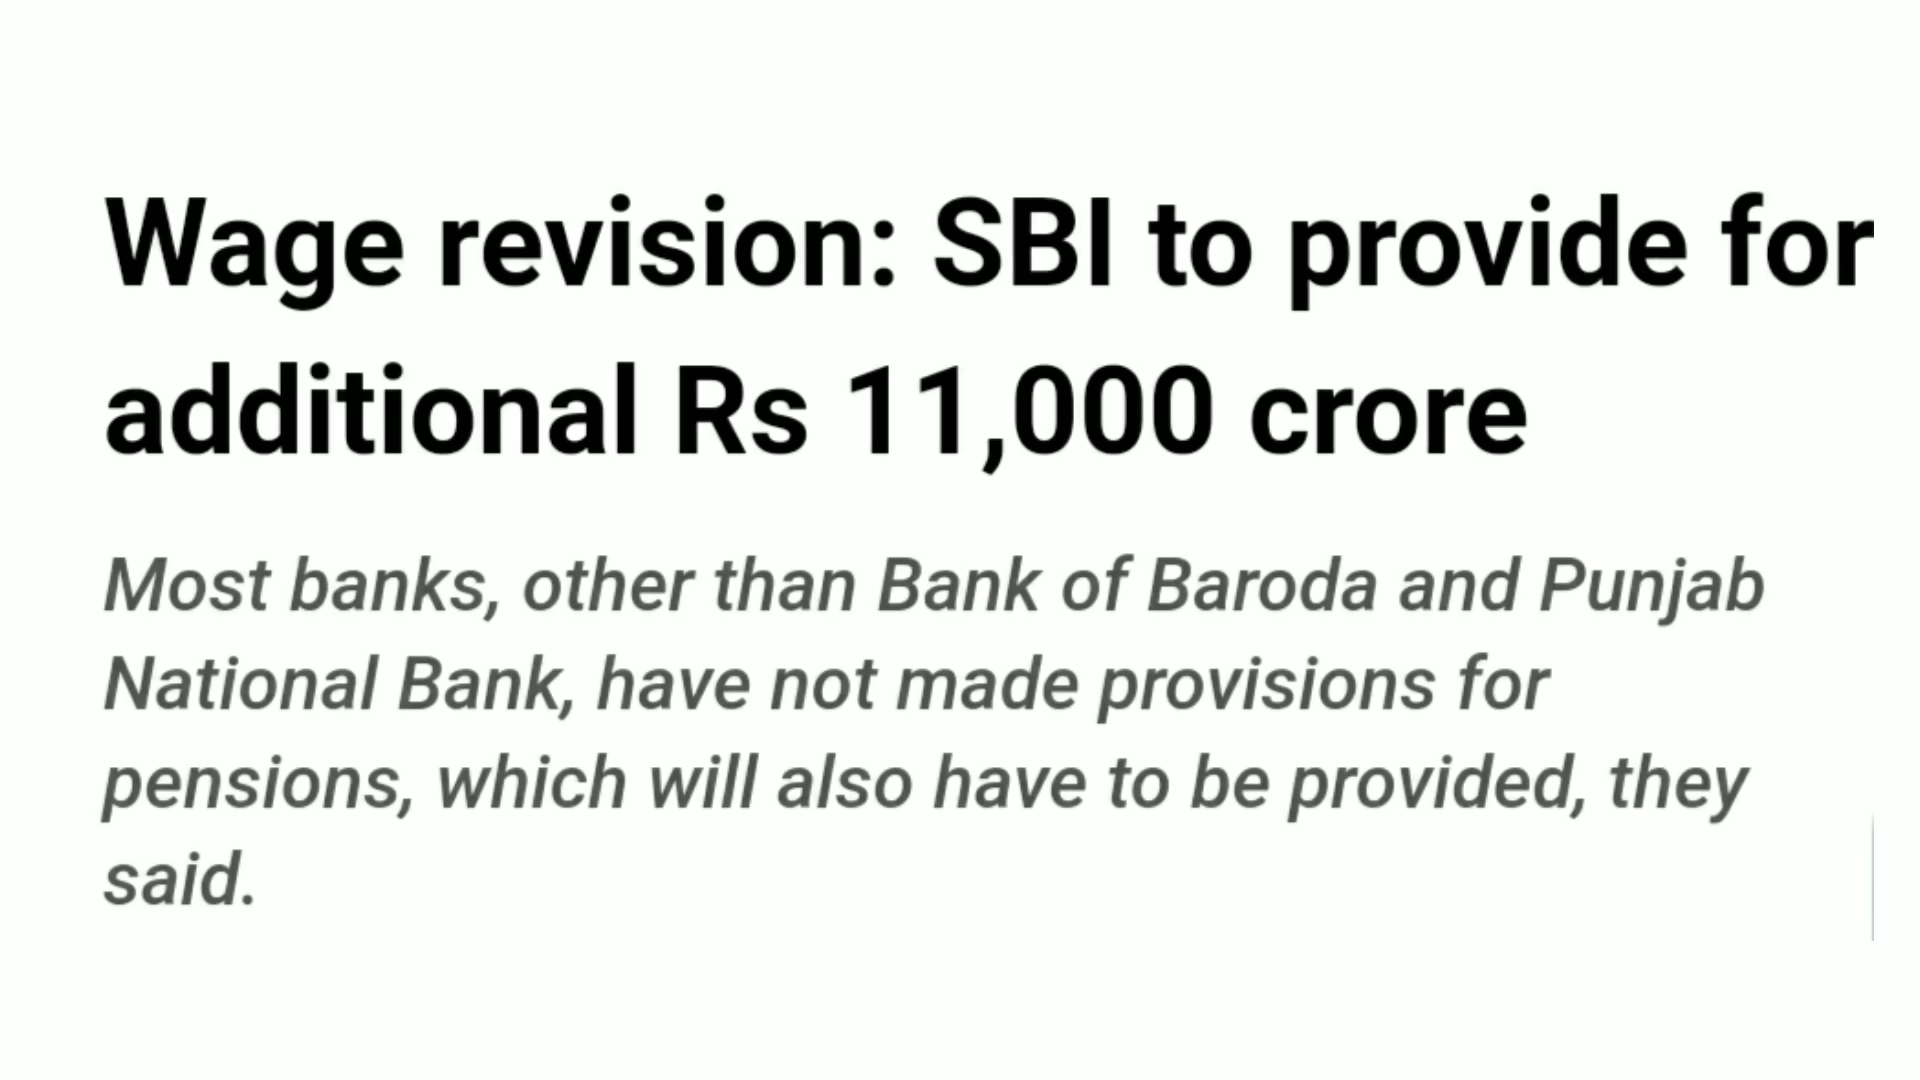 Wage revision: SBI to provide for
additional Rs 11,000 crore
Most banks, other than Bank of Baroda and Punjab
National Bank, have not made provisions for
pensions, which will also have to be provided, they
said.